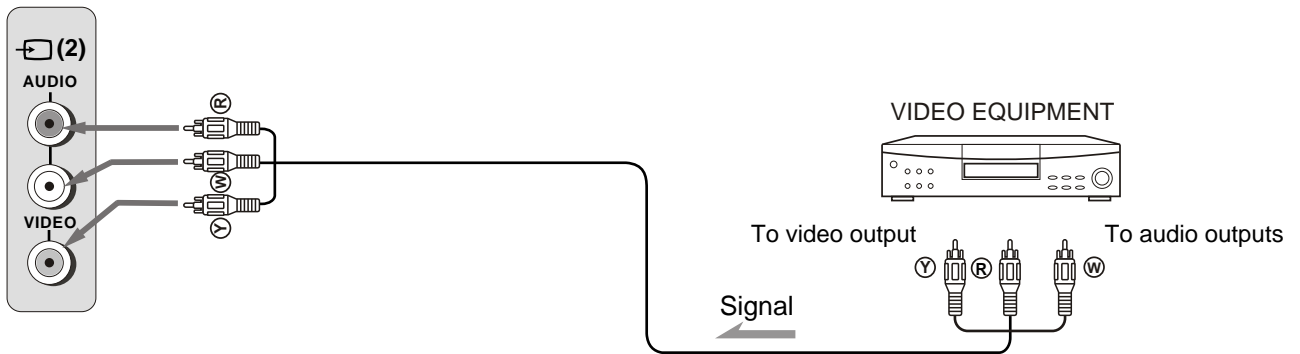 (2)
AUDIO
R
W
VIDEO
Y
VIDEO EQUIPMENT
To video output
To audio outputs
Y R W
Signal